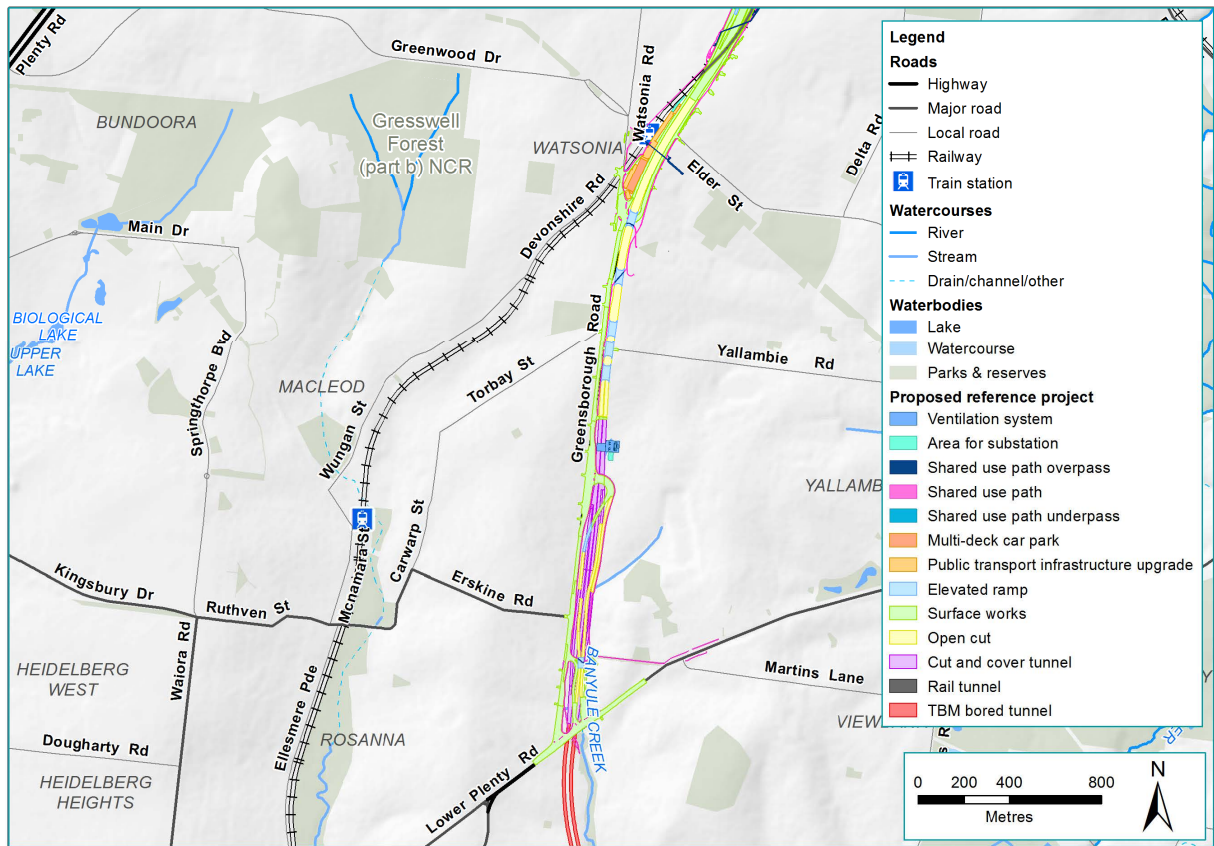 Plenty Rd
Greenwood Dr
Watsonia Rd
BUNDOORA
Gresswell
Forest
(part b) NCR
WATSONIA
Elder St
Delta Rd
Main Dr
Devonshire Rd
BIOLOGICAL
LAKE
UPPER
LAKE
Springthorpe Bvd
MACLEOD
Torbay St
Greensborough Road
Yallambie Rd
Wungan St
YALLAMB
Carwarp St
Mcnamara St
Kingsbury Dr
Ruthven St
Erskine Rd
Waiora Rd
HEIDELBERG
WEST
Ellesmere Pde
BANYULE CREEK
Martins Lane
VIEW
ROSANNA
Dougharty Rd
HEIDELBERG
HEIGHTS
Lower Plenty Rd
Legend
Roads
Highway
Major road
Local road
Railway
Train station
Watercourses
River
Stream
Drain/channel/other
Waterbodies
Lake
Watercourse
Parks & reserves
Proposed reference project
Ventilation system
Area for substation
Shared use path overpass
Shared use path
Shared use path underpass
Multi-deck car park
Public transport infrastructure upgrade
Elevated ramp
Surface works
Open cut
Cut and cover tunnel
Rail tunnel
TBM bored tunnel
0 200 400 800
Metres
N